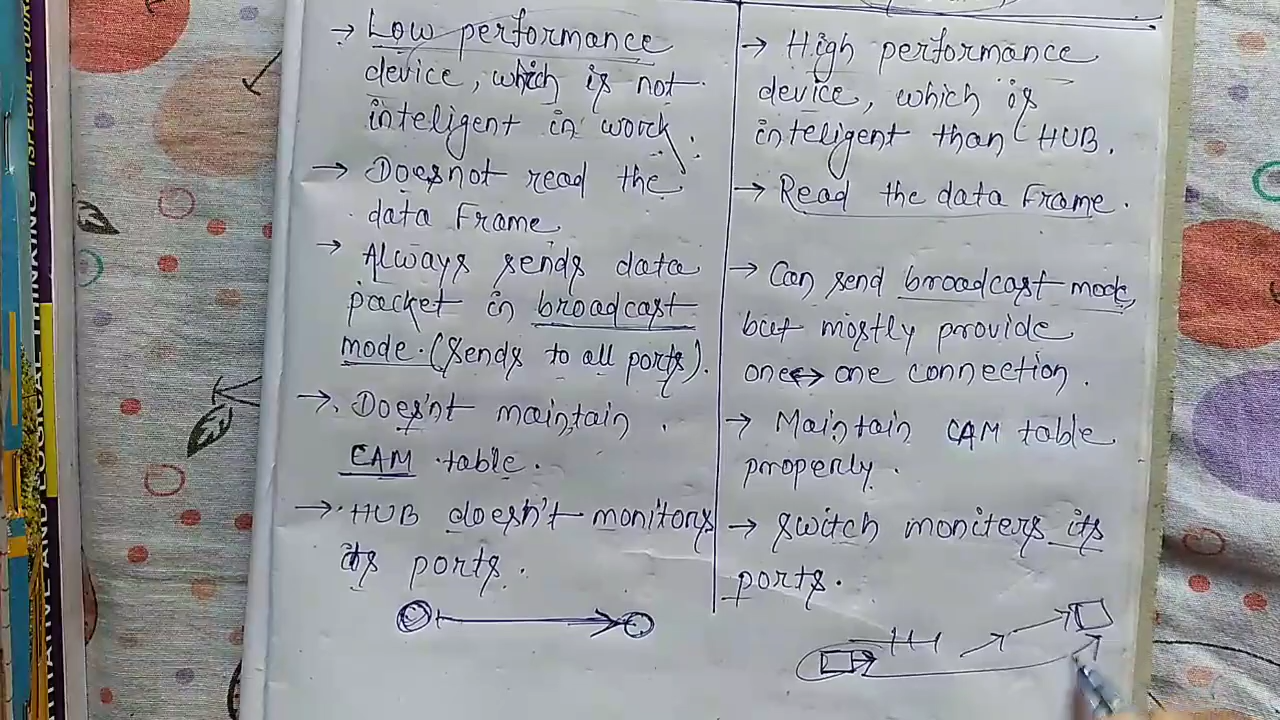 → Low performance
device, which is not
inteligent in work.
→ Doesnot read the
data Frame
→ Always sends data
packet in broadcast
mode. (Sends to all ports).
→ Does'nt maintain
CAM table.
→ HUB doesn't monitors
its ports.
→ High performance
device, which is
inteligent than HUB.
→ Read the data Frame.
→ Can send broadcast mode,
but mostly provide
one↔one connection.
→ Maintain CAM table
properly.
→ Switch moniters its
ports.